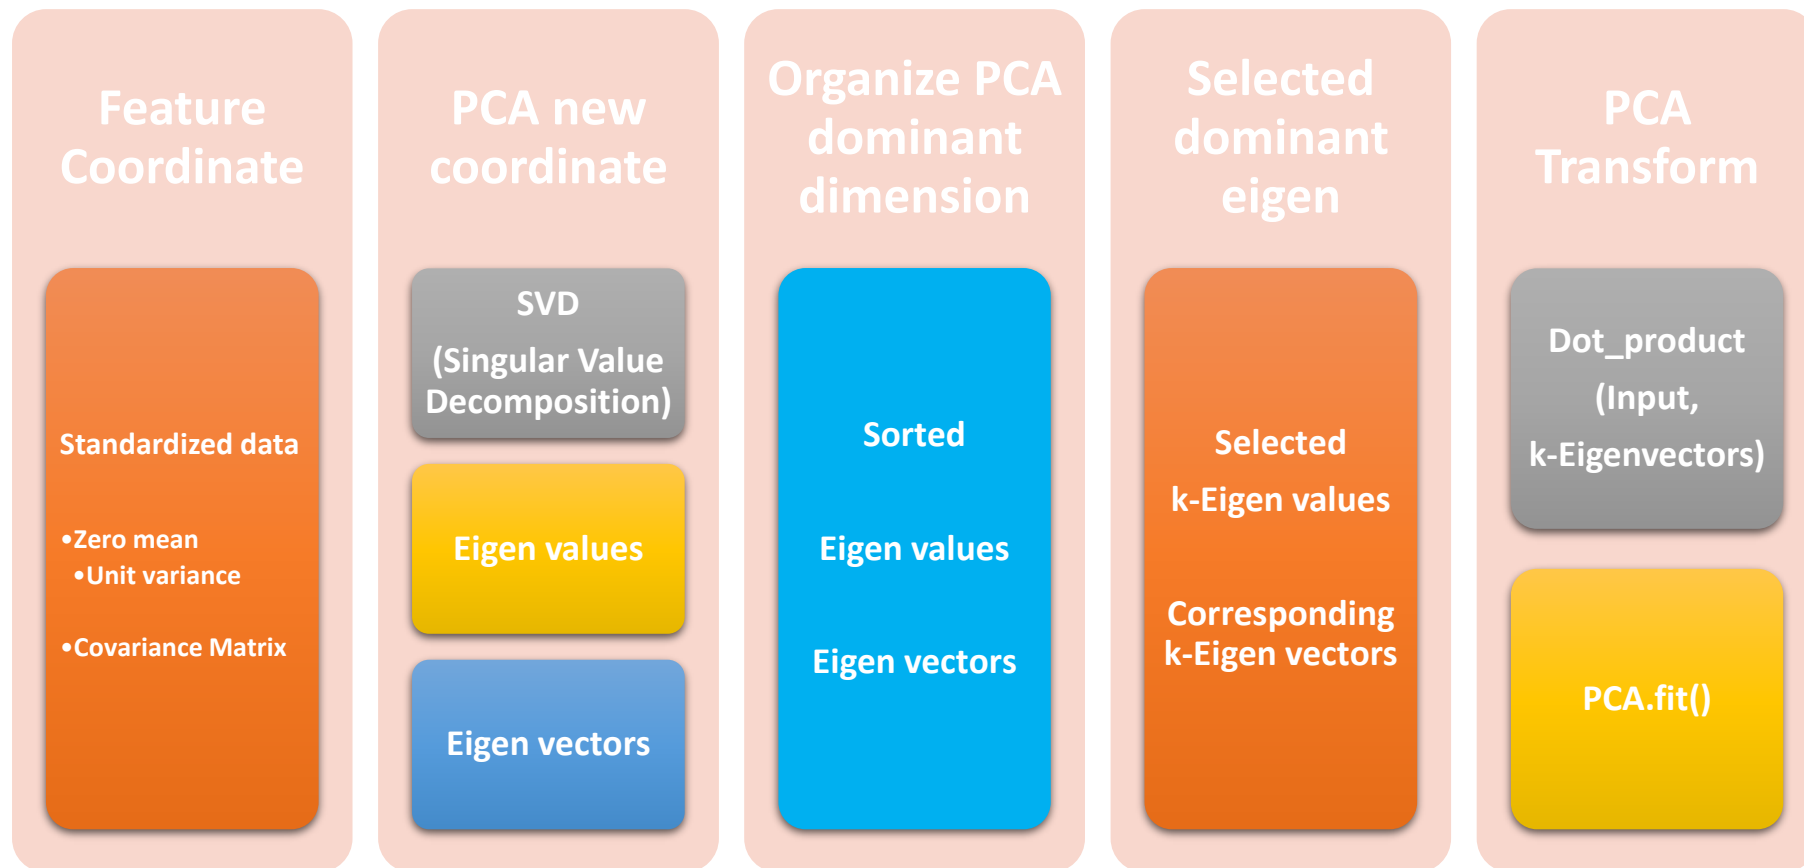 Feature
Coordinate
Standardized data
•Zero mean
•Unit variance
•Covariance Matrix
PCA new
coordinate
SVD
(Singular Value
Decomposition)
Eigen values
Eigen vectors
Organize PCA
dominant
dimension
Sorted
Eigen values
Eigen vectors
Selected
dominant
eigen
Selected
k-Eigen values
Corresponding
k-Eigen vectors
PCA
Transform
Dot_product
(Input,
k-Eigenvectors)
PCA.fit()